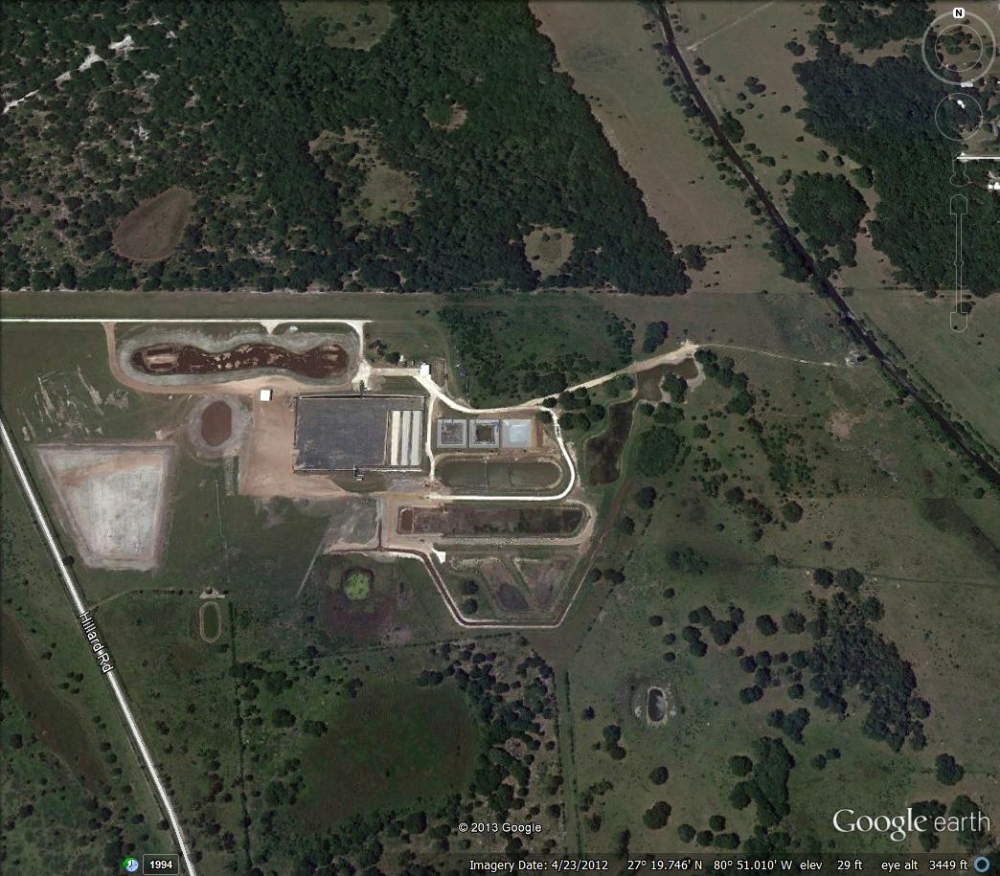 N
Hillard Rd
© 2013 Google
Google earth
1994
Imagery Date: 4/23/2012 27° 19.746' N 80° 51.010' W elev 29 ft eye alt 3449 ft